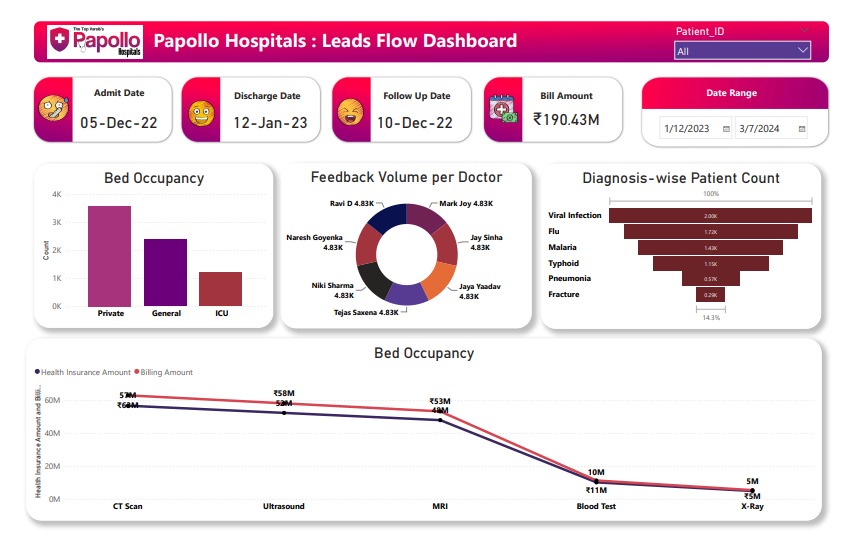 The Top Varab's
Papollo
Hospitals
Papollo Hospitals : Leads Flow Dashboard
Patient_ID
All
Admit Date
05-Dec-22
Discharge Date
12-Jan-23
Follow Up Date
10-Dec-22
Bill Amount
₹190.43M
Date Range
1/12/2023
3/7/2024
Bed Occupancy
4K
3K
2K
1K
0K
Count
Private
General
ICU
Feedback Volume per Doctor
Ravi D 4.83K
Mark Joy 4.83K
Naresh Goyenka
4.83K
Jay Sinha
4.83K
Niki Sharma
4.83K
Jaya Yaadav
4.83K
Tejas Saxena 4.83K
Diagnosis-wise Patient Count
100%
Viral Infection 2.00K
Flu 1.72K
Malaria 1.43K
Typhoid 1.15K
Pneumonia 0.57K
Fracture 0.29K
14.3%
Bed Occupancy
Health Insurance Amount
Billing Amount
Health Insurance Amount and Billi...
60M
40M
20M
0M
57M
₹63M
₹58M
52M
₹53M
48M
10M
₹11M
5M
₹5M
CT Scan
Ultrasound
MRI
Blood Test
X-Ray